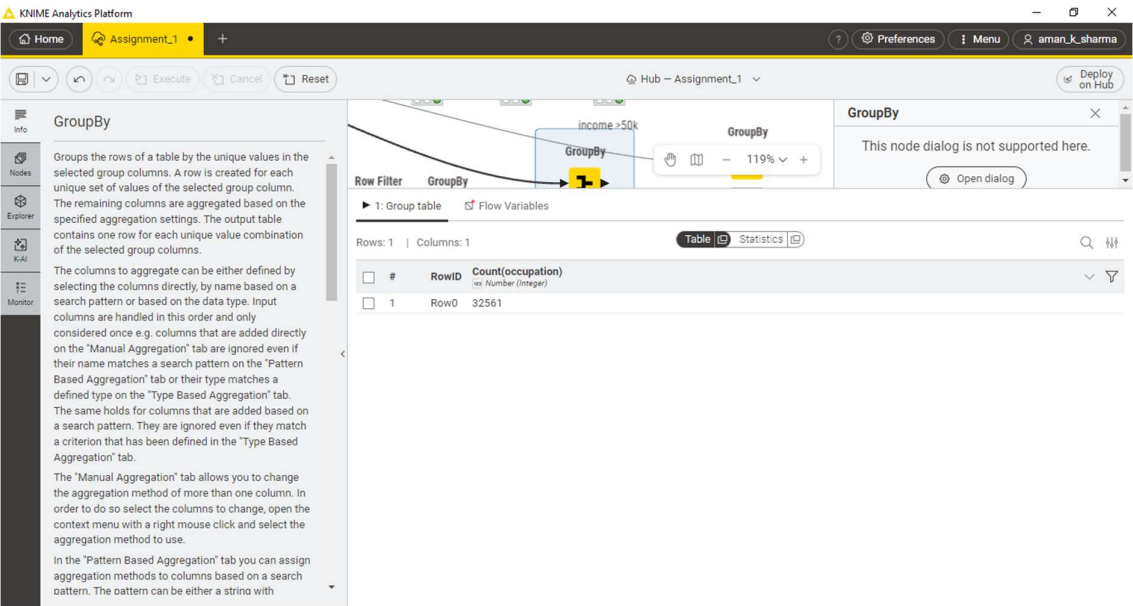 KNIME Analytics Platform
Home
Assignment_1
Preferences
Menu
aman_k_sharma
Execute
Cancel
Reset
Hub — Assignment_1
Deploy
on Hub
Info
Nodes
Explorer
K-AI
Monitor
GroupBy
Groups the rows of a table by the unique values in the
selected group columns. A row is created for each
unique set of values of the selected group column.
The remaining columns are aggregated based on the
specified aggregation settings. The output table
contains one row for each unique value combination
of the selected group columns.
The columns to aggregate can be either defined by
selecting the columns directly, by name based on a
search pattern or based on the data type. Input
columns are handled in this order and only
considered once e.g. columns that are added directly
on the "Manual Aggregation" tab are ignored even if
their name matches a search pattern on the "Pattern
Based Aggregation" tab or their type matches a
defined type on the "Type Based Aggregation" tab.
The same holds for columns that are added based on
a search pattern. They are ignored even if they match
a criterion that has been defined in the "Type Based
Aggregation" tab.
The "Manual Aggregation" tab allows you to change
the aggregation method of more than one column. In
order to do so select the columns to change, open the
context menu with a right mouse click and select the
aggregation method to use.
In the "Pattern Based Aggregation" tab you can assign
aggregation methods to columns based on a search
pattern. The pattern can be either a string with
income >50k
GroupBy
GroupBy
119%
Row Filter
GroupBy
GroupBy
This node dialog is not supported here.
Open dialog
1: Group table
Flow Variables
Rows: 1 | Columns: 1
Table
Statistics
# RowID Count(occupation)
Number (Integer)
1 Row0 32561